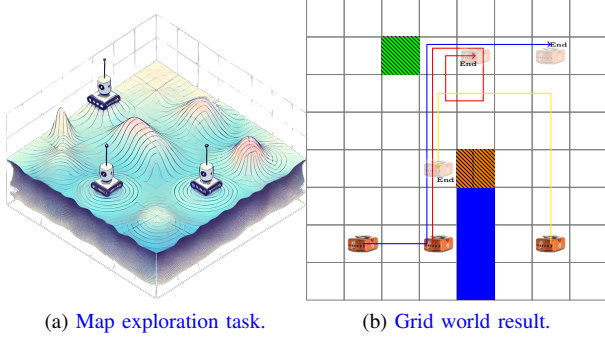 End
End
End
(a) Map exploration task.
(b) Grid world result.